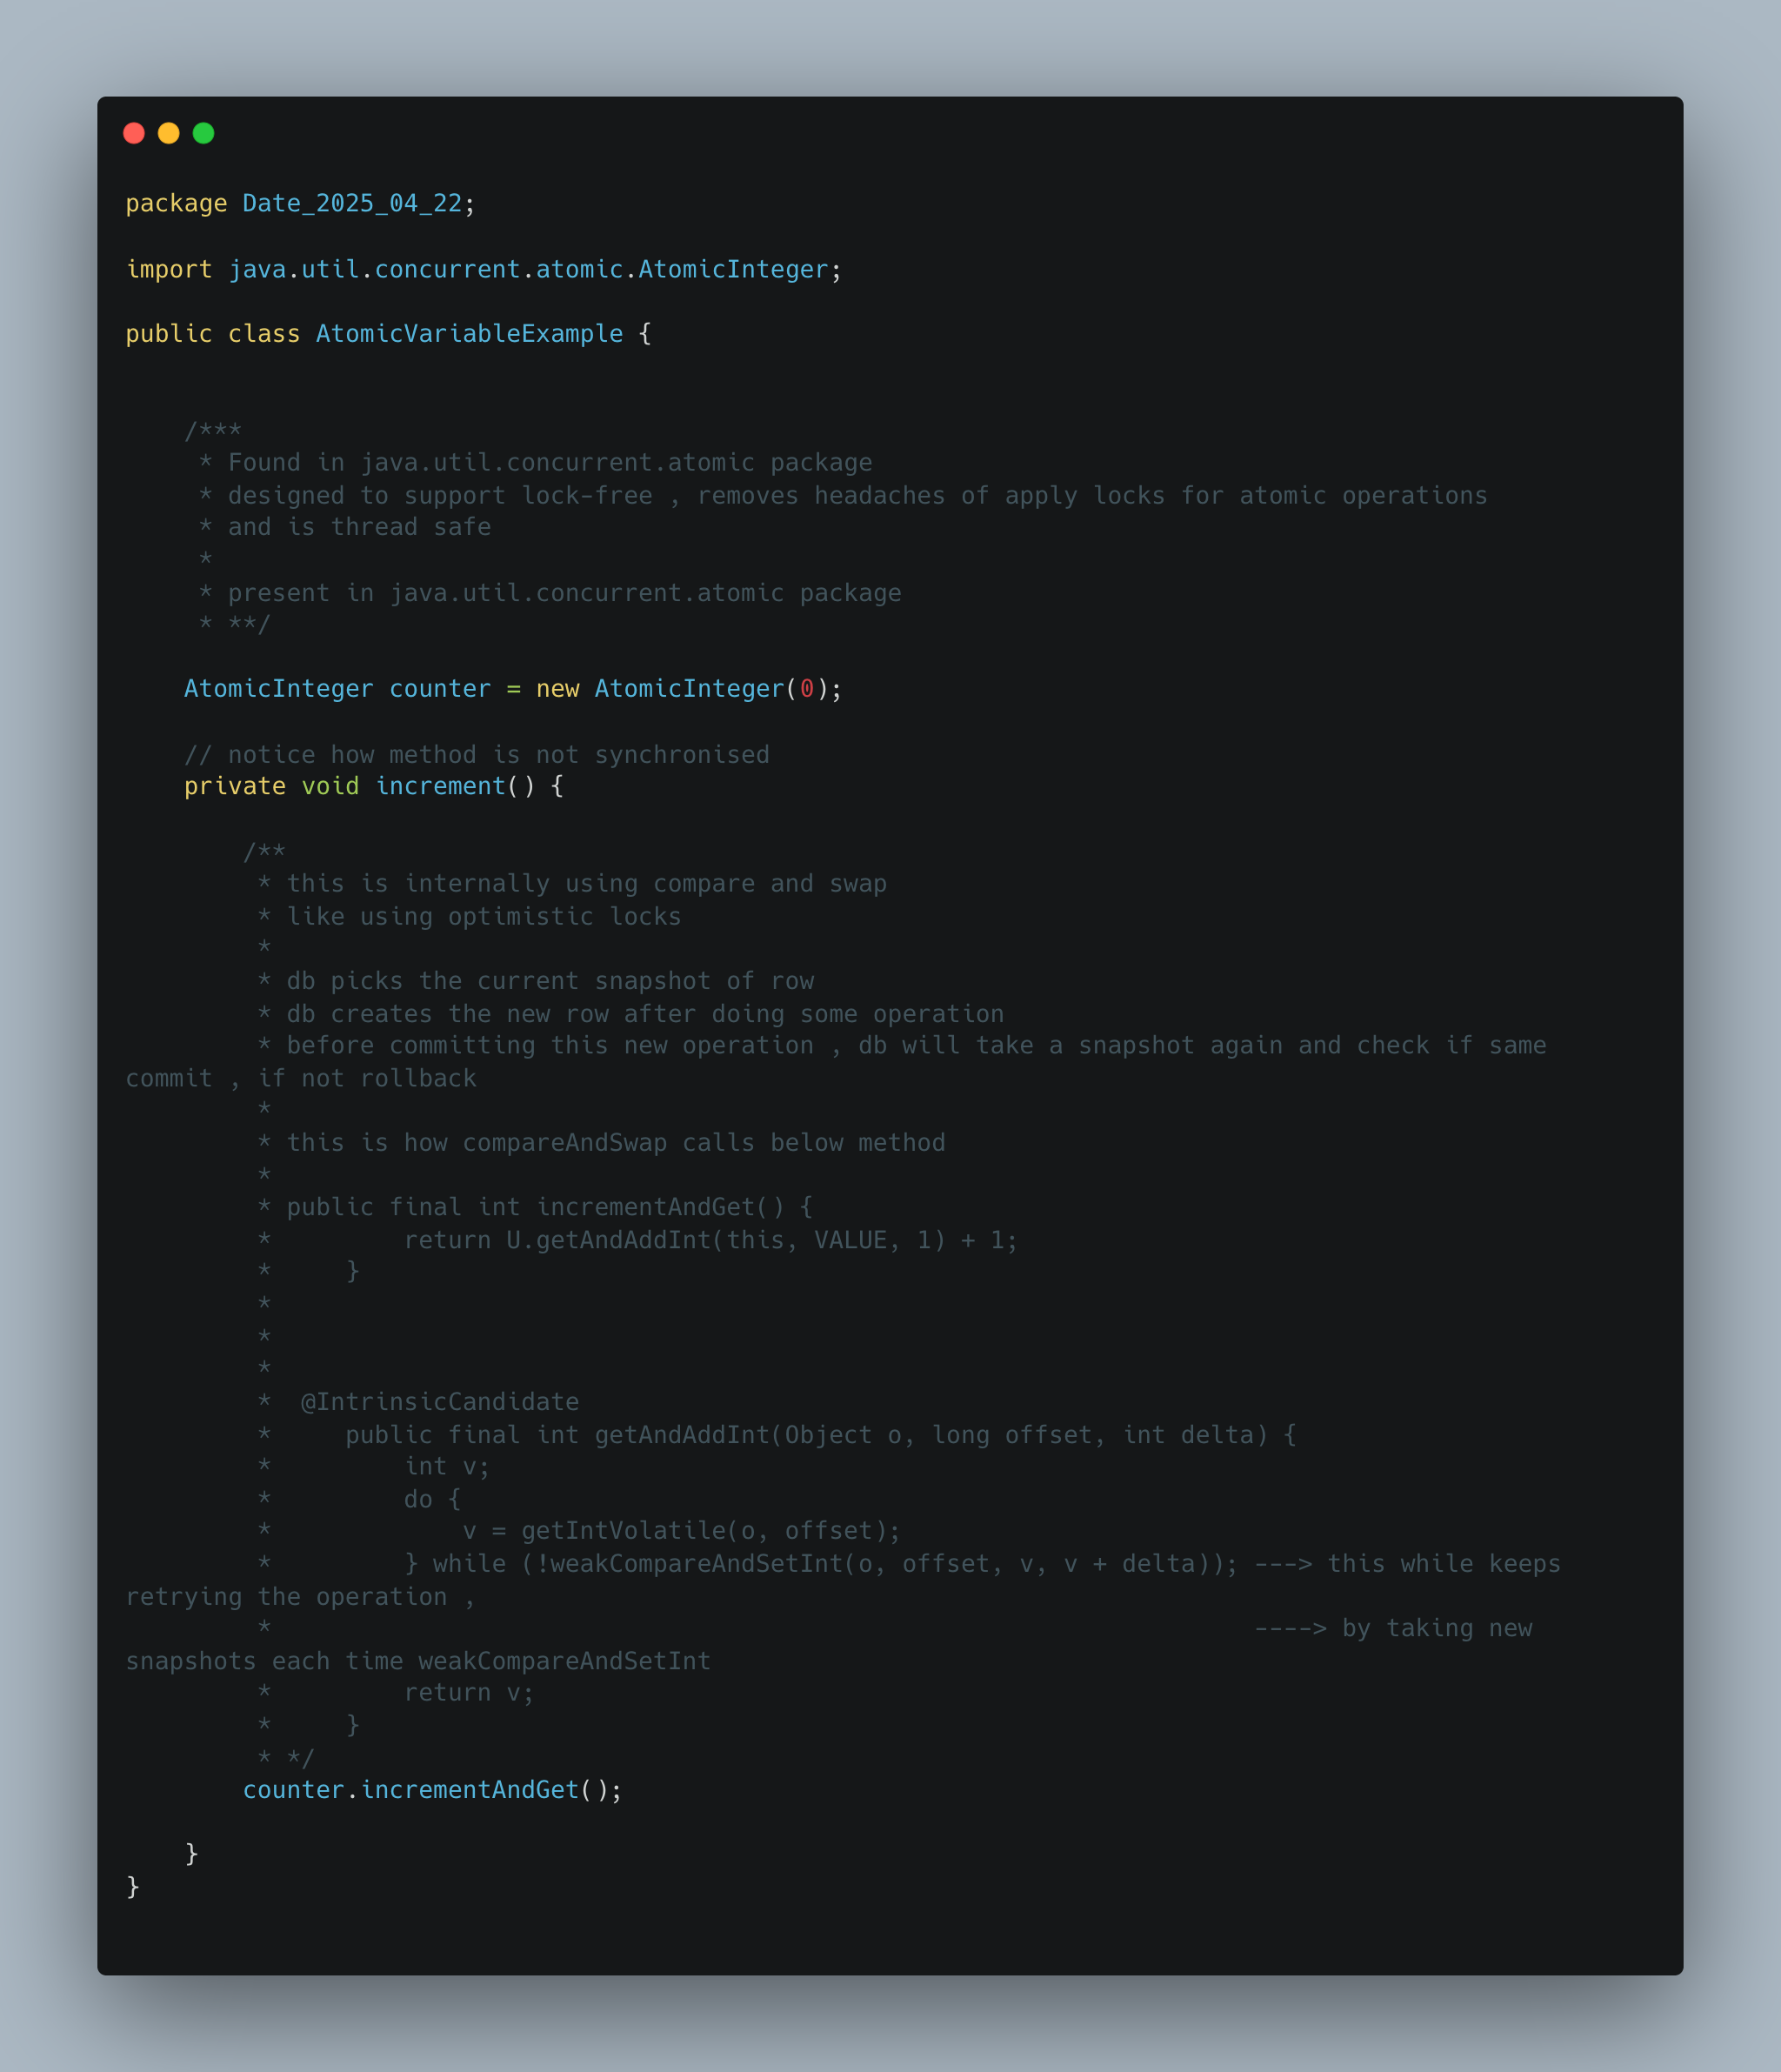 package Date_2025_04_22;
import java.util.concurrent.atomic.AtomicInteger;
public class AtomicVariableExample {
    /***
     * Found in java.util.concurrent.atomic package
     * designed to support lock-free , removes headaches of apply locks for atomic operations
     * and is thread safe
     *
     * present in java.util.concurrent.atomic package
     * **/
    AtomicInteger counter = new AtomicInteger(0);
    // notice how method is not synchronised
    private void increment() {
        /**
         * this is internally using compare and swap
         * like using optimistic locks
         *
         * db picks the current snapshot of row
         * db creates the new row after doing some operation
         * before committing this new operation , db will take a snapshot again and check if same
commit , if not rollback
         *
         * this is how compareAndSwap calls below method
         *
         * public final int incrementAndGet() {
         *         return U.getAndAddInt(this, VALUE, 1) + 1;
         *     }
         *
         *
         *
         *  @IntrinsicCandidate
         *     public final int getAndAddInt(Object o, long offset, int delta) {
         *         int v;
         *         do {
         *             v = getIntVolatile(o, offset);
         *         } while (!weakCompareAndSetInt(o, offset, v, v + delta)); ---> this while keeps
retrying the operation ,
         *                                                                   ----> by taking new
snapshots each time weakCompareAndSetInt
         *         return v;
         *     }
         * */
        counter.incrementAndGet();
    }
}